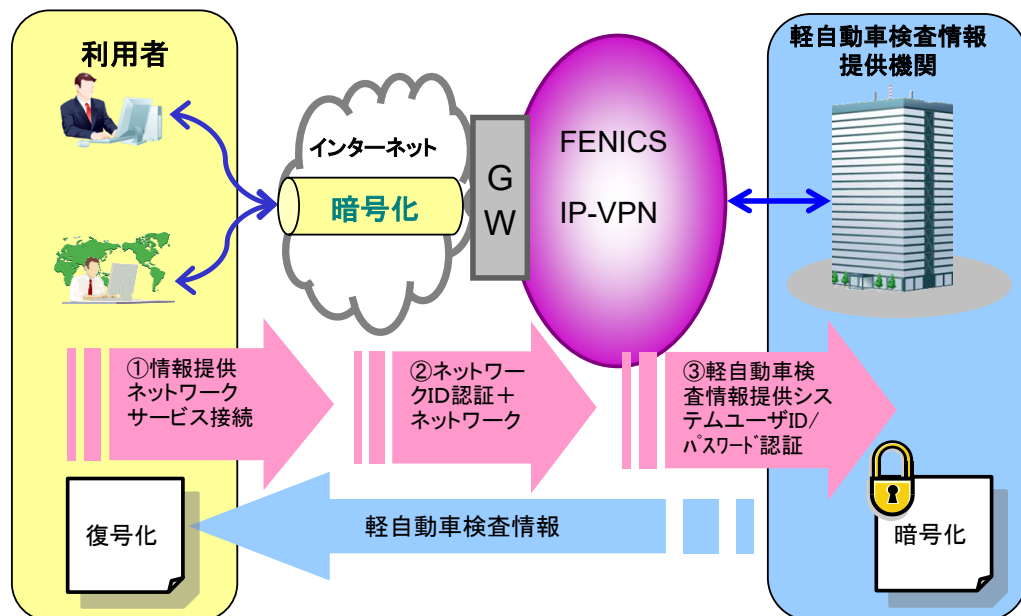 利用者
軽自動車検査情報
提供機関
インターネット
暗号化
G
W
FENICS
IP-VPN
①情報提供
ネットワーク
サービス接続
②ネットワー
クID認証＋
ネットワーク
③軽自動車検
査情報提供シス
テムユーザID/
ﾊﾟｽﾜｰﾄﾞ認証
復号化
軽自動車検査情報
暗号化